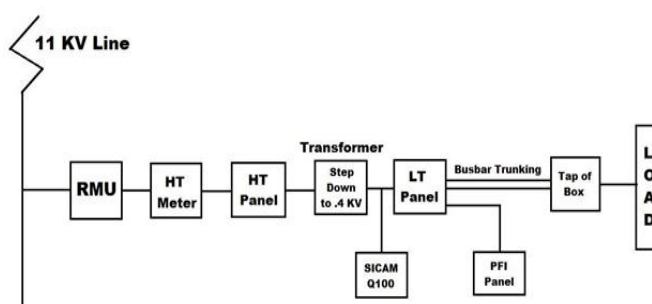 11 KV Line
Transformer
RMU
HT
Meter
HT
Panel
Step
Down
to .4 KV
LT
Panel
Busbar Trunking
Tap of
Box
L
O
A
D
SICAM
Q100
PFI
Panel